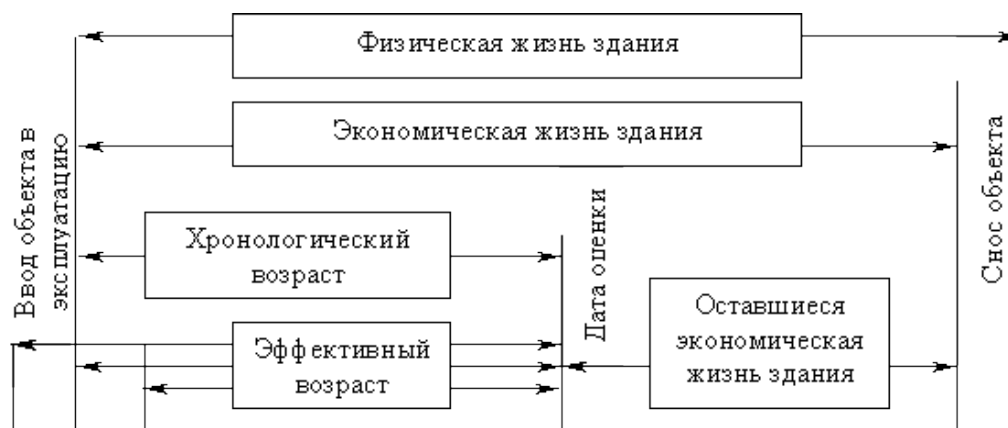 Физическая жизнь здания
Экономическая жизнь здания
Ввод объекта в
эксплуатацию
Хронологический
возраст
Эффективный
возраст
Дата оценки
Оставшиеся
экономическая
жизнь здания
Снос объекта